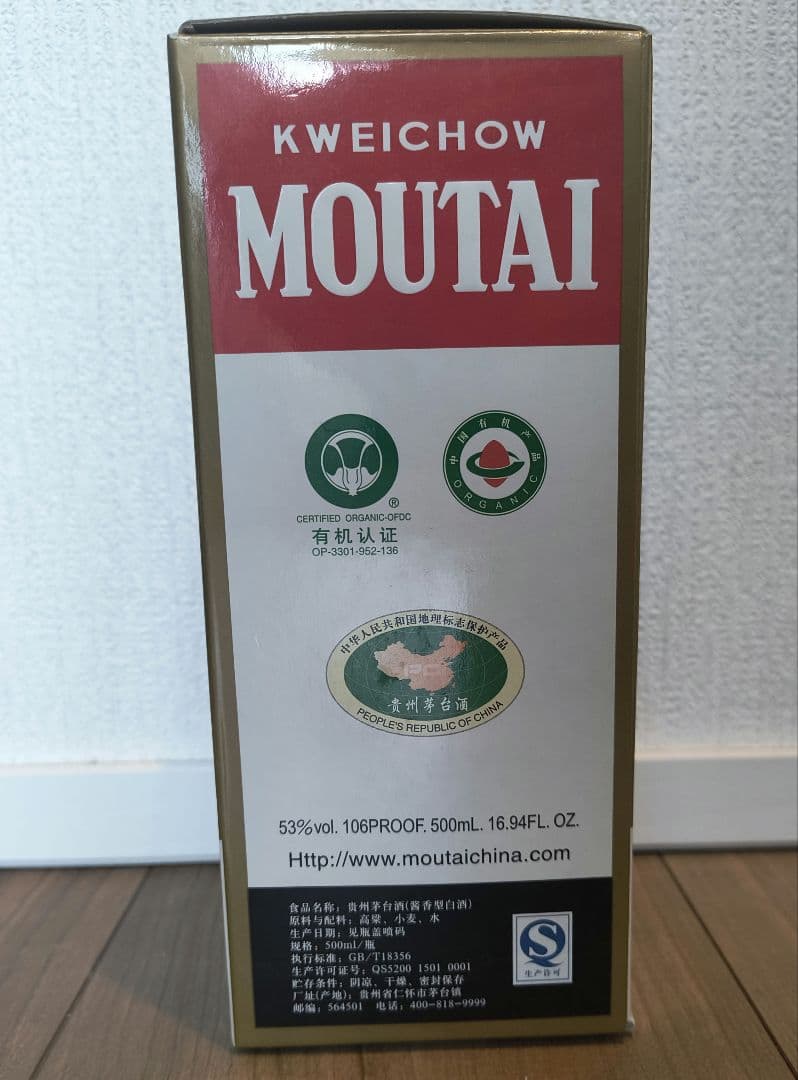 KWEICHOW
MOUTAI
CERTIFIED ORGANIC-OFDC
有机认证
OP-3301-952-136
®
中国有机产品
ORGANIC
中华人民共和国地理标志保护产品
贵州茅台酒
PEOPLE'S REPUBLIC OF CHINA
53%vol. 106PROOF. 500mL. 16.94FL. OZ.
Http://www.moutaichina.com
食品名称: 贵州茅台酒(酱香型白酒)
原料与配料: 高粱、小麦、水
生产日期: 见瓶盖喷码
规格: 500ml/瓶
执行标准: GB/T18356
生产许可证号: QS5200 1501 0001
贮存条件: 阴凉、干燥、密封保存
厂址(产地): 贵州省仁怀市茅台镇
邮编: 564501 电话: 400-818-9999
生产许可